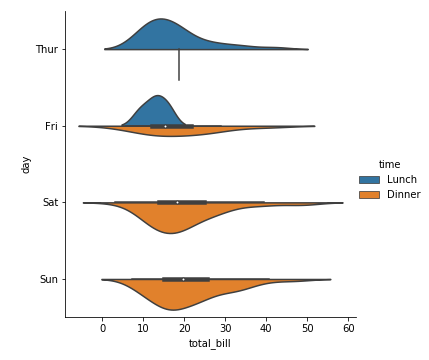 Thur
Fri
Sat
Sun
day
0 10 20 30 40 50 60
total_bill
time
Lunch
Dinner